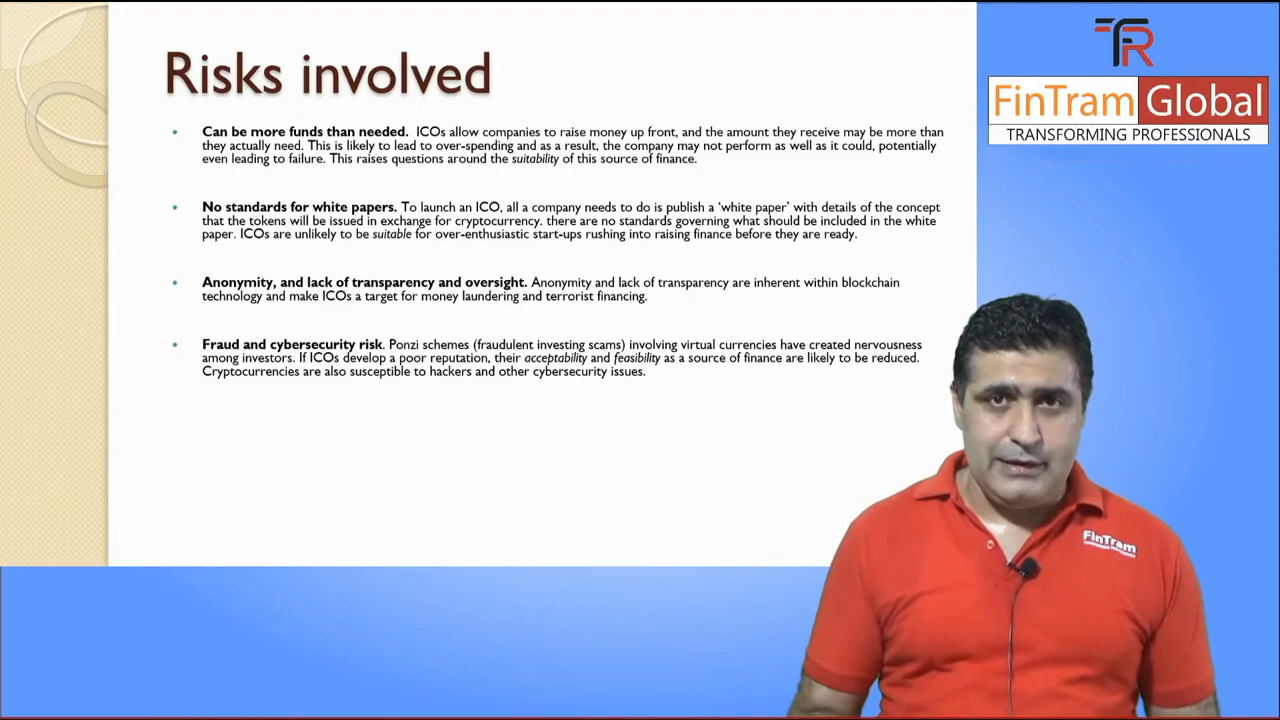 Risks involved
• Can be more funds than needed. ICOs allow companies to raise money up front, and the amount they receive may be more than
they actually need. This is likely to lead to over-spending and as a result, the company may not perform as well as it could, potentially
even leading to failure. This raises questions around the suitability of this source of finance.
• No standards for white papers. To launch an ICO, all a company needs to do is publish a ‘white paper’ with details of the concept
that the tokens will be issued in exchange for cryptocurrency. there are no standards governing what should be included in the white
paper. ICOs are unlikely to be suitable for over-enthusiastic start-ups rushing into raising finance before they are ready.
• Anonymity, and lack of transparency and oversight. Anonymity and lack of transparency are inherent within blockchain
technology and make ICOs a target for money laundering and terrorist financing.
• Fraud and cybersecurity risk. Ponzi schemes (fraudulent investing scams) involving virtual currencies have created nervousness
among investors. If ICOs develop a poor reputation, their acceptability and feasibility as a source of finance are likely to be reduced.
Cryptocurrencies are also susceptible to hackers and other cybersecurity issues.
FinTram Global
TRANSFORMING PROFESSIONALS
FinTram